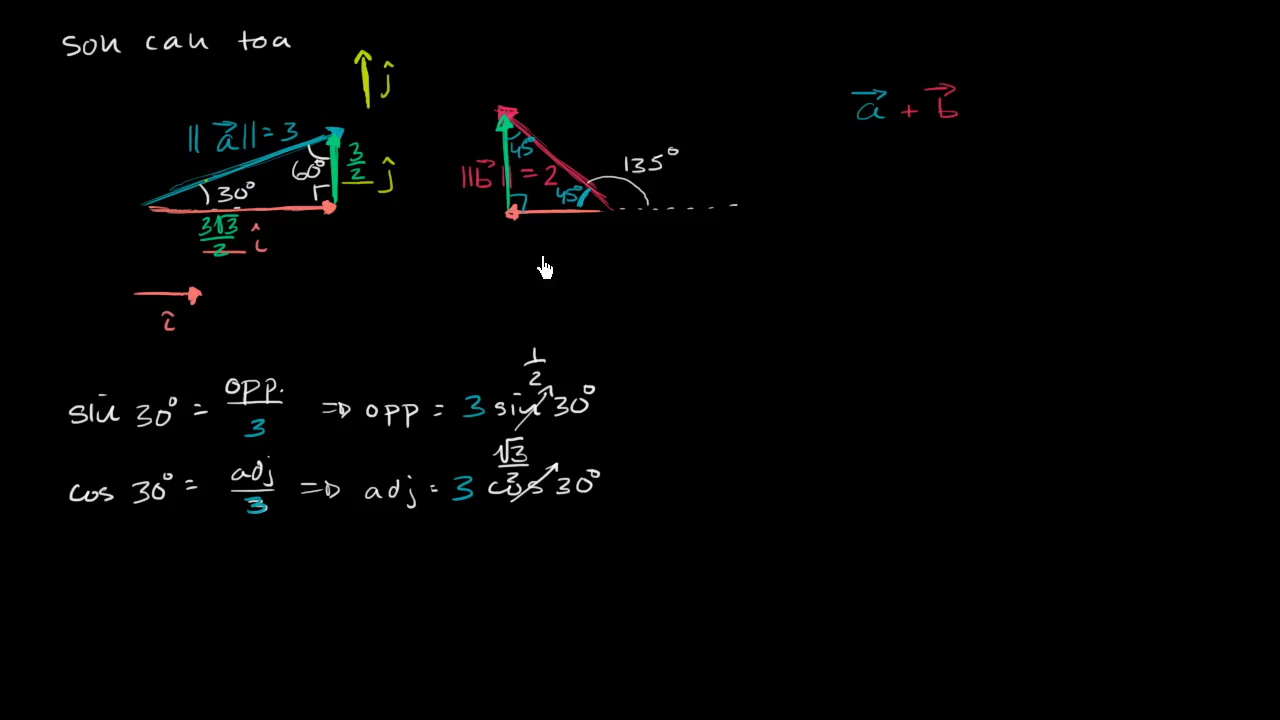 soh cah toa
ĵ
a⃗ + b⃗
||a⃗|| = 3
60°
3/2 ĵ
30°
3√3/2 î
45
||b⃗|| = 2
45°
135°
î
sin 30° = opp./3 ⇒ opp = 3 sin 30° 1/2
cos 30° = adj/3 ⇒ adj = 3 cos 30° √3/2